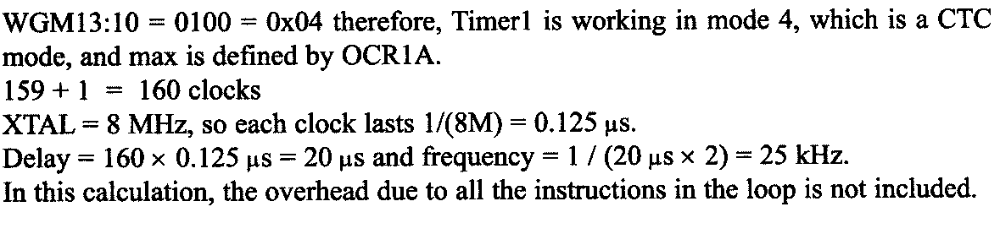 WGM13:10 = 0100 = 0x04 therefore, Timer1 is working in mode 4, which is a CTC
mode, and max is defined by OCR1A.
159 + 1 = 160 clocks
XTAL = 8 MHz, so each clock lasts 1/(8M) = 0.125 μs.
Delay = 160 × 0.125 μs = 20 μs and frequency = 1 / (20 μs × 2) = 25 kHz.
In this calculation, the overhead due to all the instructions in the loop is not included.